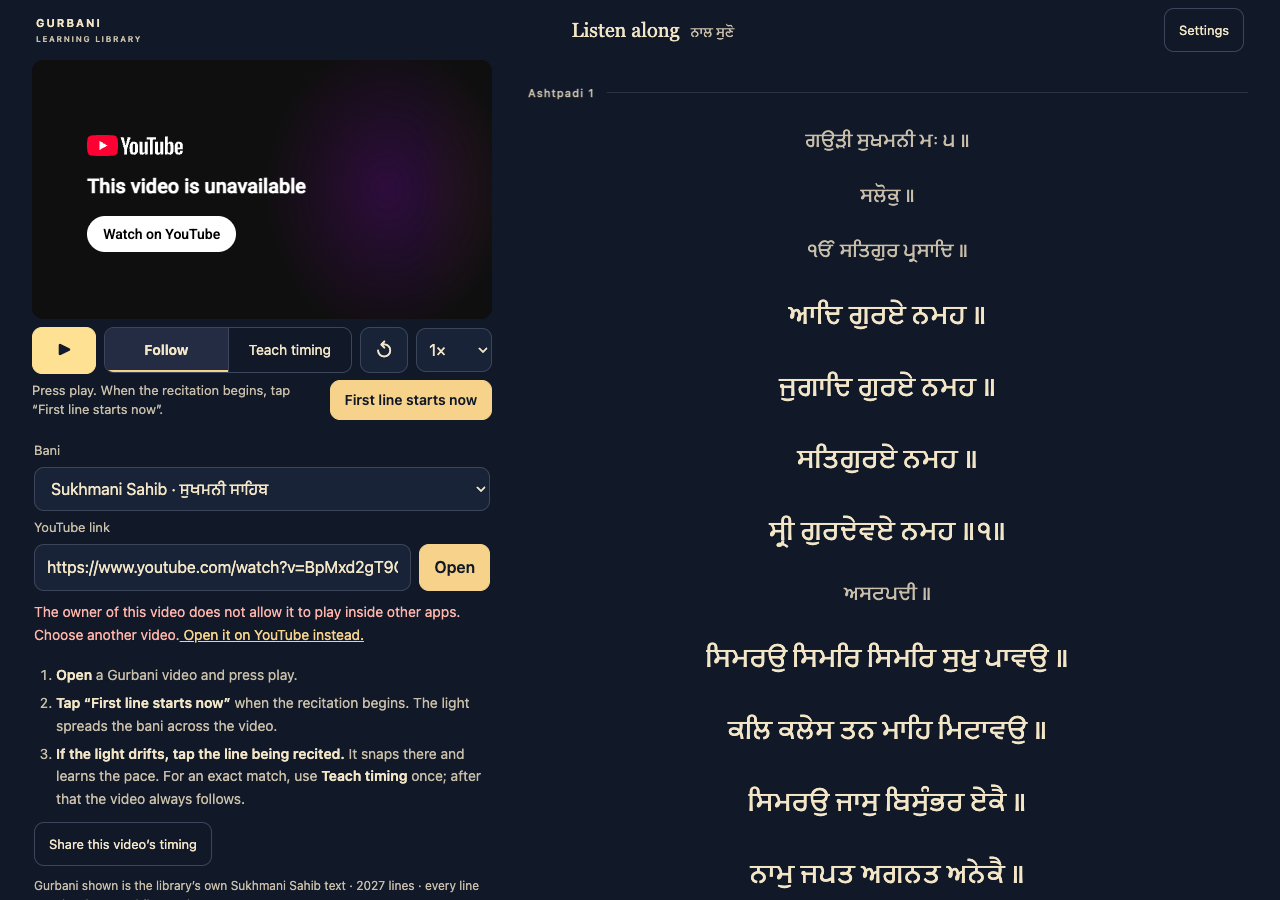 GURBANI
LEARNING LIBRARY
Listen along ਨਾਲ ਸੁਣੋ
Settings
YouTube
This video is unavailable
Watch on YouTube
Follow
Teach timing
1x
Press play. When the recitation begins, tap
“First line starts now”.
First line starts now
Bani
Sukhmani Sahib · ਸੁਖਮਨੀ ਸਾਹਿਬ
YouTube link
https://www.youtube.com/watch?v=BpMxd2gT9
Open
The owner of this video does not allow it to play inside other apps.
Choose another video. Open it on YouTube instead.
1. Open a Gurbani video and press play.
2. Tap “First line starts now” when the recitation begins. The light
spreads the bani across the video.
3. If the light drifts, tap the line being recited. It snaps there and
learns the pace. For an exact match, use Teach timing once; after
that the video always follows.
Share this video’s timing
Gurbani shown is the library’s own Sukhmani Sahib text · 2027 lines · every line
Ashtpadi 1
ਗਉੜੀ ਸੁਖਮਨੀ ਮਃ ੫ ॥
ਸਲੋਕੁ ॥
ੴ ਸਤਿਗੁਰ ਪ੍ਰਸਾਦਿ ॥
ਆਦਿ ਗੁਰਏ ਨਮਹ ॥
ਜੁਗਾਦਿ ਗੁਰਏ ਨਮਹ ॥
ਸਤਿਗੁਰਏ ਨਮਹ ॥
ਸ੍ਰੀ ਗੁਰਦੇਵਏ ਨਮਹ ॥੧॥
ਅਸਟਪਦੀ ॥
ਸਿਮਰਉ ਸਿਮਰਿ ਸਿਮਰਿ ਸੁਖੁ ਪਾਵਉ ॥
ਕਲਿ ਕਲੇਸ ਤਨ ਮਾਹਿ ਮਿਟਾਵਉ ॥
ਸਿਮਰਉ ਜਾਸੁ ਬਿਸੁੰਭਰ ਏਕੈ ॥
ਨਾਮੁ ਜਪਤ ਅਗਨਤ ਅਨੇਕੈ ॥